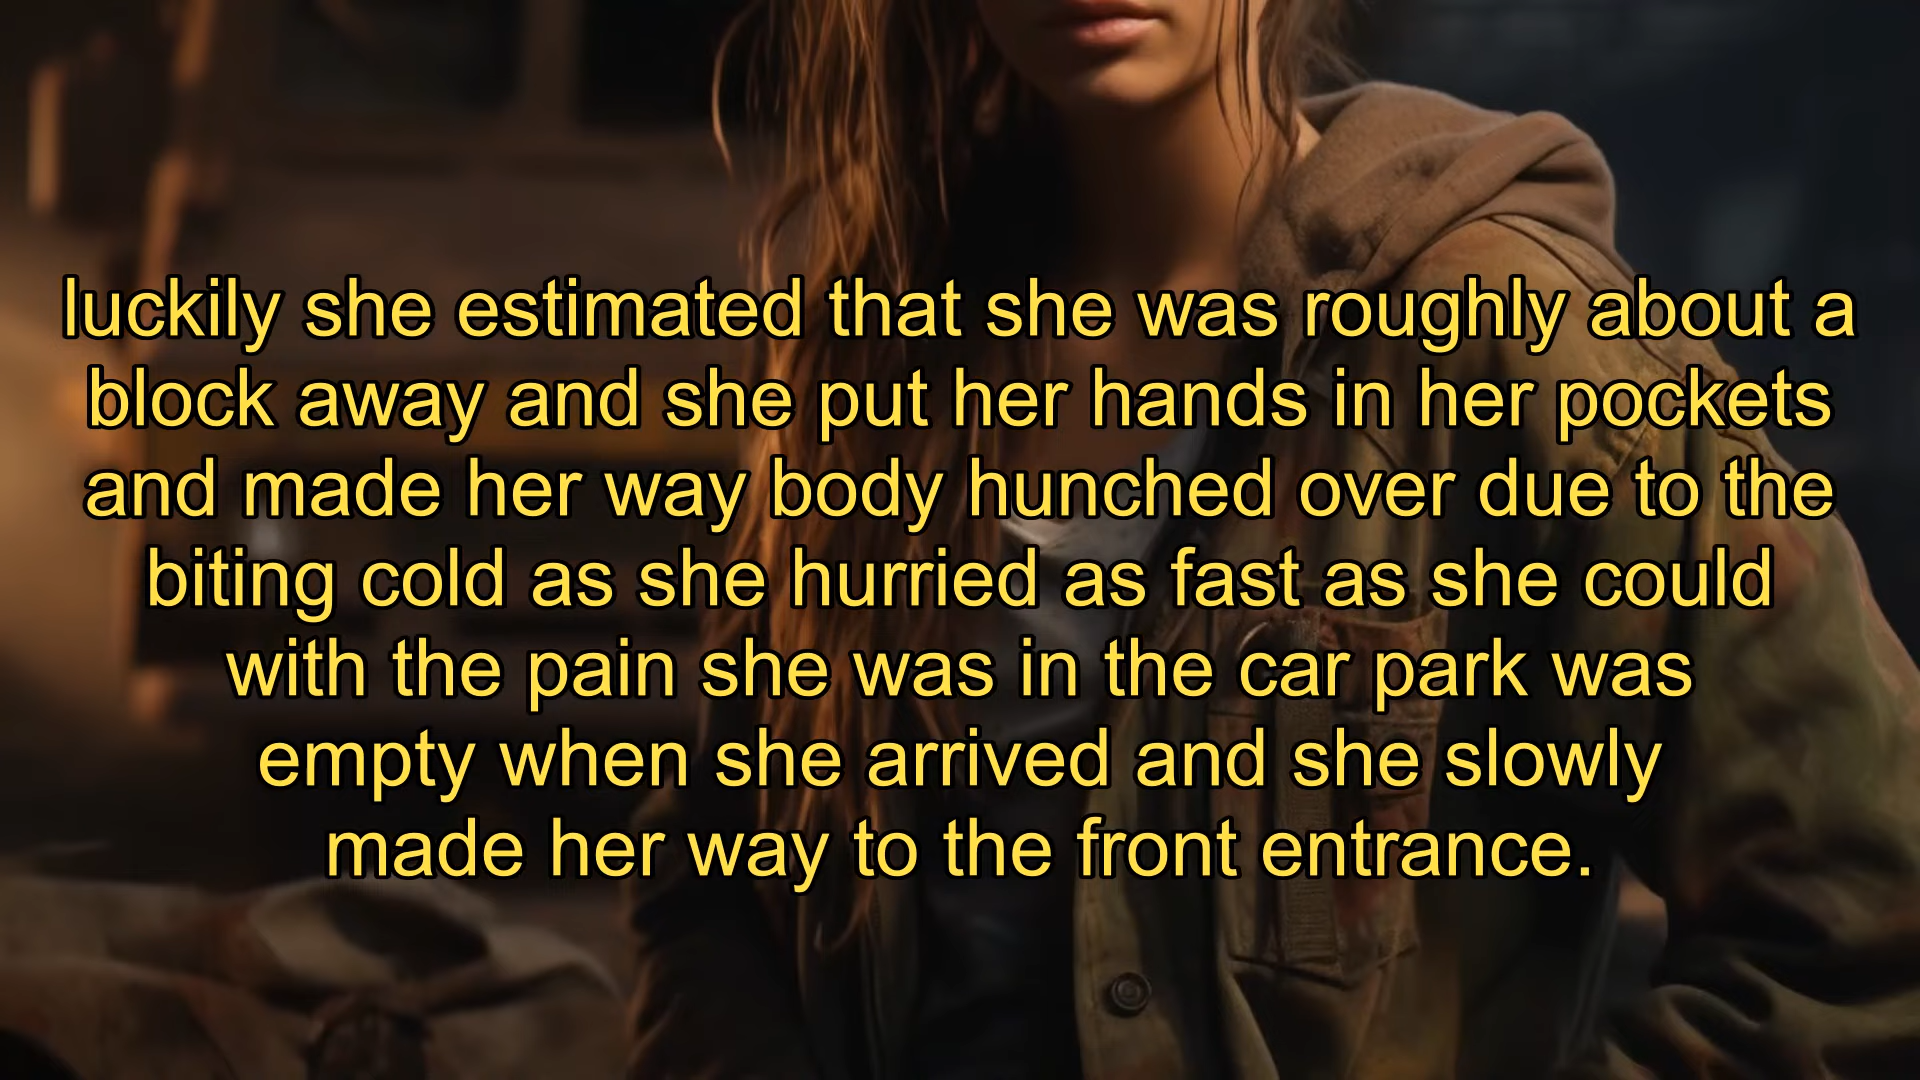 luckily she estimated that she was roughly about a
block away and she put her hands in her pockets
and made her way body hunched over due to the
biting cold as she hurried as fast as she could
with the pain she was in the car park was
empty when she arrived and she slowly
made her way to the front entrance.